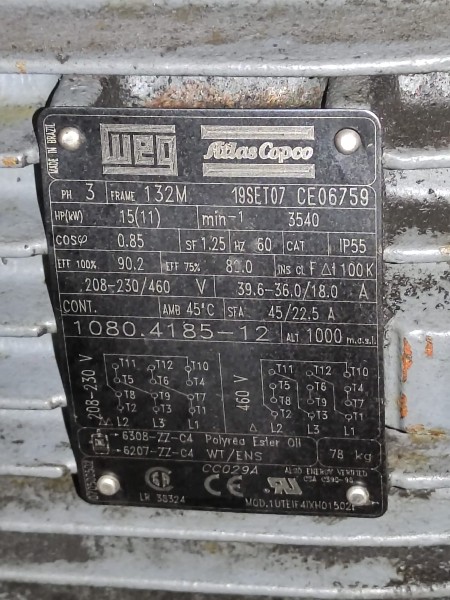 MADE IN BRAZIL
WEG Atlas Copco
PH 3 FRAME 132M 19SET07 CE06759
HP(kW) 15(11) min-1 3540
COSφ 0.85 SF 1.25 HZ 60 CAT IP55
EFF 100% 90.2 EFF 75% INS CL F Δt 100K
208-230/460 V 39.6-36.0/18.0 A
CONT. AMB 45°C SFA 45/22.5 A
1080.4185-12 ALT 1000 m.a.s.l.
208-230 V
T11 T12 T10
T5 T6 T4
T8 T9 T7
T2 T3 T1
Δ L2 L3 L1
460 V
T11 T12 T10
T5 T6 T4
T8 T9 T7
T2 T3 T1
Δ L2 L3 L1
6308-ZZ-C4 Polyrea Ester Oil
6207-ZZ-C4 WT/ENS 78 kg
CC029A
LR 38324 CE